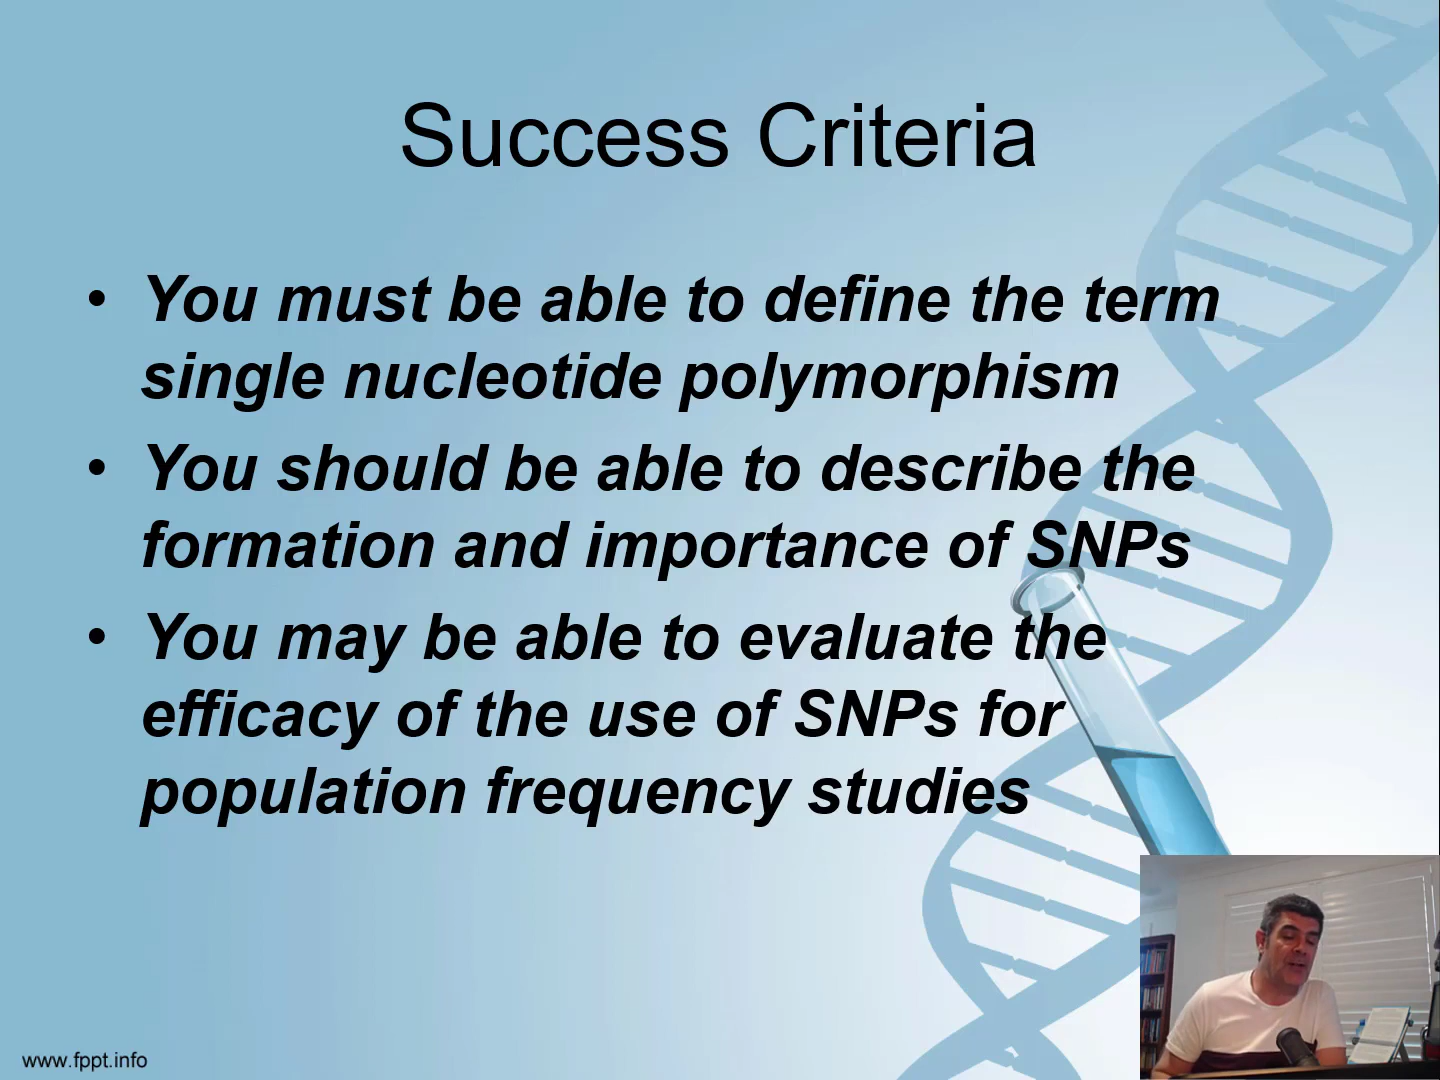 Success Criteria
• You must be able to define the term
single nucleotide polymorphism
• You should be able to describe the
formation and importance of SNPs
• You may be able to evaluate the
efficacy of the use of SNPs for
population frequency studies
www.fppt.info